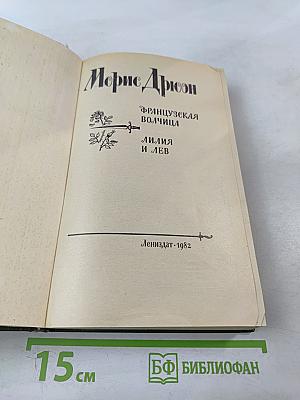 Морис Дрюон
ФРАНЦУЗСКАЯ
ВОЛЧИЦА
ЛИЛИЯ
И ЛЕВ
Лениздат·1982
15 см
БФ БИБЛИОФАН